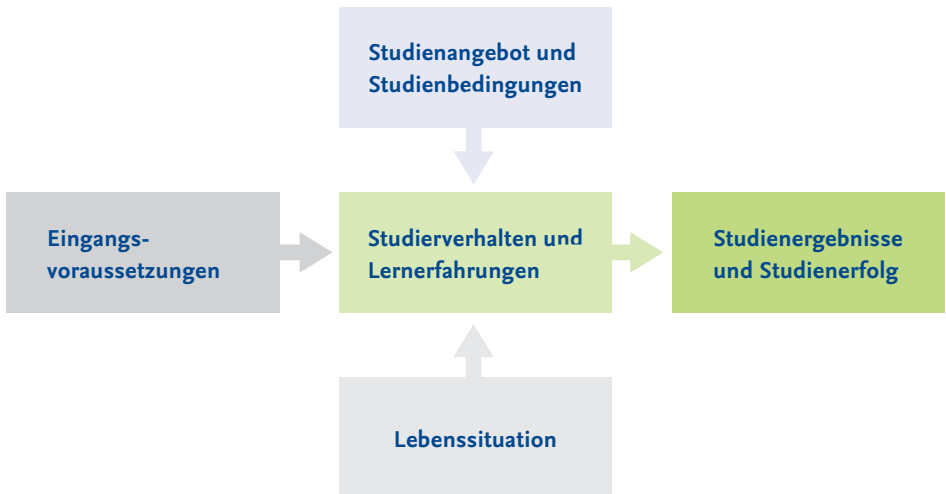 Studienangebot und
Studienbedingungen
Eingangs-
voraussetzungen
Studierverhalten und
Lernerfahrungen
Studienergebnisse
und Studienerfolg
Lebenssituation